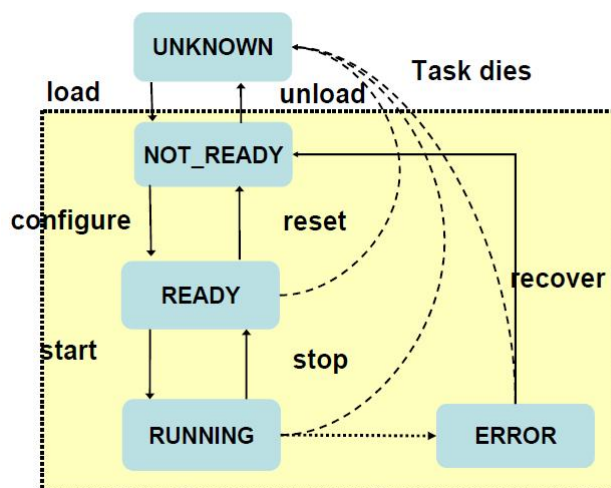 UNKNOWN
Task dies
load
unload
NOT_READY
configure
reset
READY
recover
start
stop
RUNNING
ERROR